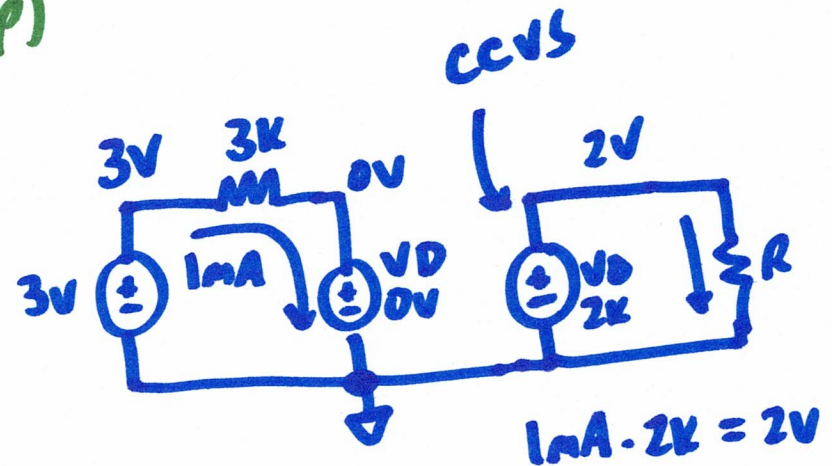 p)
CCVS
3V 3K 0V 2V
3V 1mA VD 0V VD 2K R
1mA · 2K = 2V